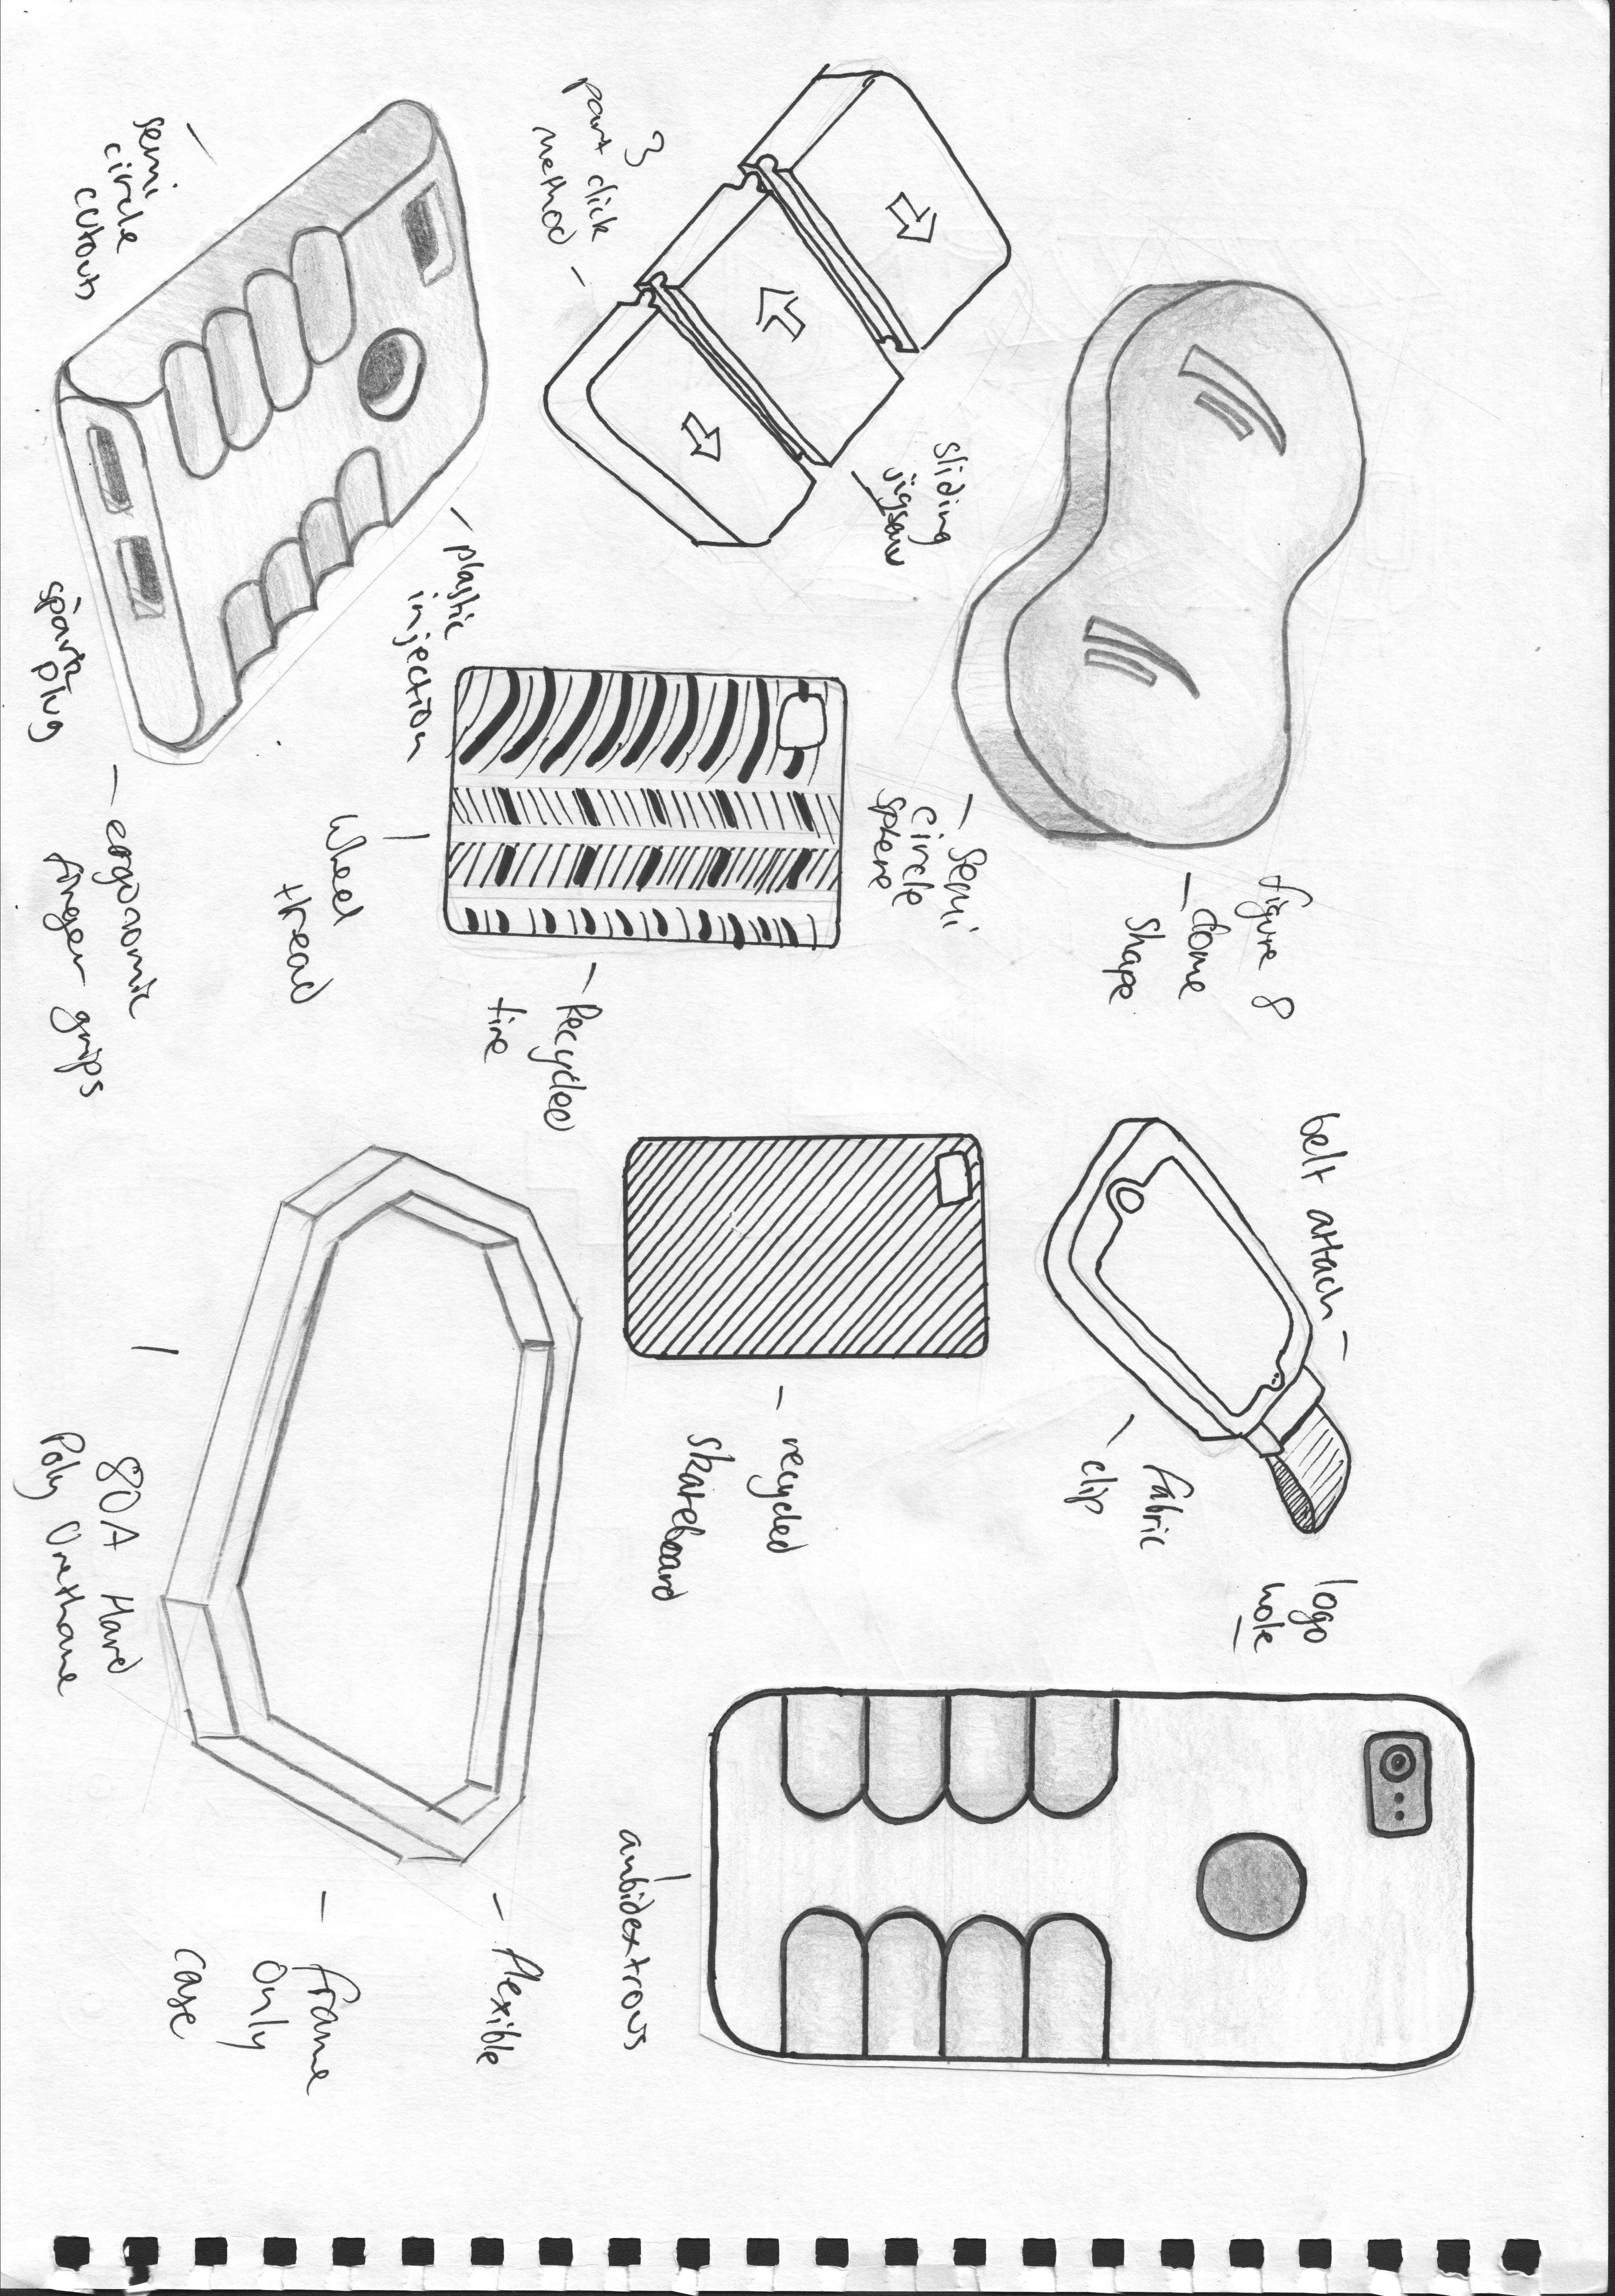 figure 8
- dome
shape
belt attach -
logo
hole -
- semi
circle
sphere
fabric
- clip
sliding
jigsaw
3
part click
method -
- recycled
skateboard
ambidextrous
- Recycled
tire
- plastic
injection
Wheel
tread
semi
circle
cutouts
spark
plug
- ergonomic
finger grips
- flexible
- frame
only
case
80A Hard
Poly Urethane